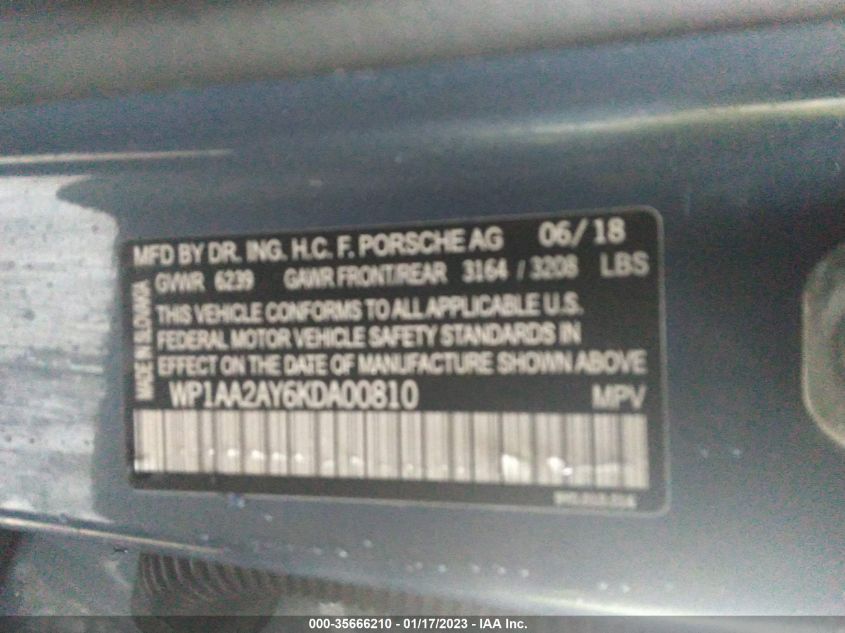 MFD BY DR. ING. H.C. F. PORSCHE AG 06/18
GVWR 6239 GAWR FRONT/REAR 3164 / 3208 LBS
THIS VEHICLE CONFORMS TO ALL APPLICABLE U.S.
FEDERAL MOTOR VEHICLE SAFETY STANDARDS IN
EFFECT ON THE DATE OF MANUFACTURE SHOWN ABOVE
WP1AA2AY6KDA00810 MPV
MADE IN SLOVAKIA
000-35666210 - 01/17/2023 - IAA Inc.